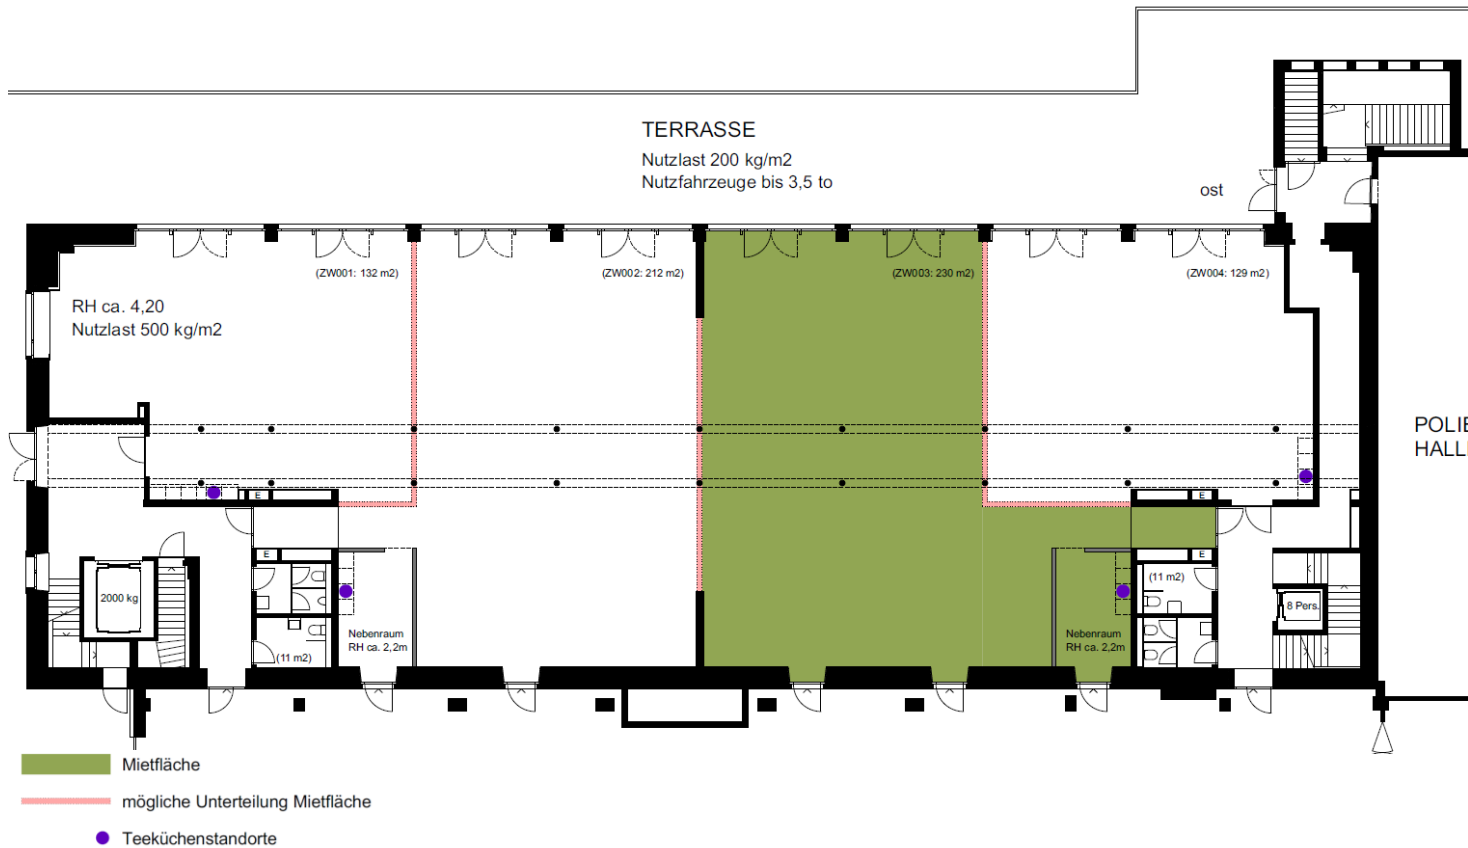 TERRASSE
Nutzlast 200 kg/m2
Nutzfahrzeuge bis 3,5 to
ost
(ZW001: 132 m2)
(ZW002: 212 m2)
(ZW003: 230 m2)
(ZW004: 129 m2)
RH ca. 4,20
Nutzlast 500 kg/m2
POLIE
HALL
E
E
E
E
2000 kg
(11 m2)
8 Pers.
Nebenraum
RH ca. 2,2m
(11 m2)
Nebenraum
RH ca. 2,2m
Mietfläche
mögliche Unterteilung Mietfläche
Teeküchenstandorte